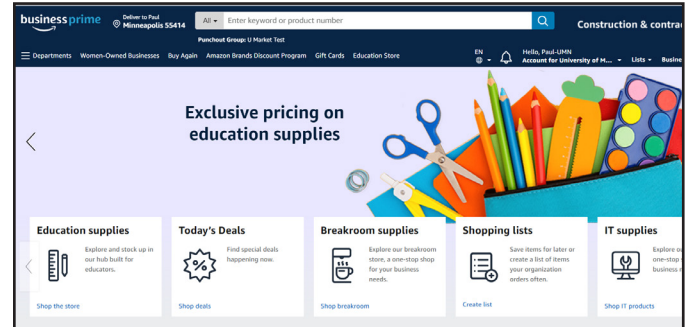 business prime
Deliver to Paul
Minneapolis 55414
All
Enter keyword or product number
Construction & contra
Punchout Group: U Market Test
Departments
Women-Owned Businesses
Buy Again
Amazon Brands Discount Program
Gift Cards
Education Store
EN
Hello, Paul-UMN
Account for University of M...
Lists
Busine
Exclusive pricing on
education supplies
Education supplies
Explore and stock up in
our hub built for
educators.
Shop the store
Today's Deals
Find special deals
happening now.
Shop deals
Breakroom supplies
Explore our breakroom
store, a one-stop shop
for your business
needs.
Shop breakroom
Shopping lists
Save items for later or
create a list of items
your organization
orders often.
Create list
IT supplies
Explore ou
one-stop s
business n
Shop IT products